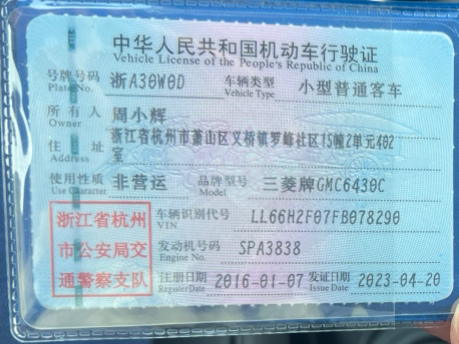 中华人民共和国机动车行驶证
Vehicle License of the People's Republic of China
号牌号码 浙A30W0D 车辆类型 小型普通客车
Plate No. Vehicle Type
所有人 周小辉
Owner
住址 浙江省杭州市萧山区义桥镇罗峰社区15幢2单元402室
Address
使用性质 非营运 品牌型号 三菱牌GMC6430C
Use Character Model
浙江省杭州市公安局交通警察支队
车辆识别代号 LL66H2F07FB078290
VIN
发动机号码 SPA3838
Engine No.
注册日期 2016-01-07 发证日期 2023-04-20
Register Date Issue Date